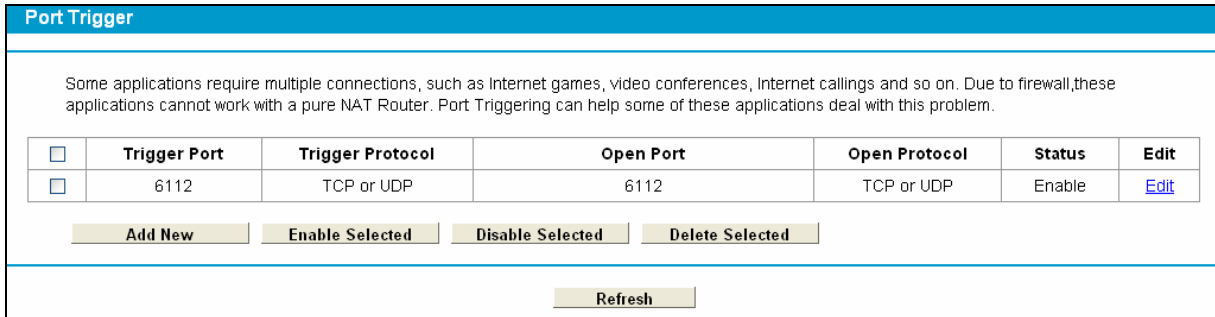 Port Trigger
Some applications require multiple connections, such as Internet games, video conferences, Internet callings and so on. Due to firewall,these
applications cannot work with a pure NAT Router. Port Triggering can help some of these applications deal with this problem.
Trigger Port Trigger Protocol Open Port Open Protocol Status Edit
6112 TCP or UDP 6112 TCP or UDP Enable Edit
Add New Enable Selected Disable Selected Delete Selected
Refresh